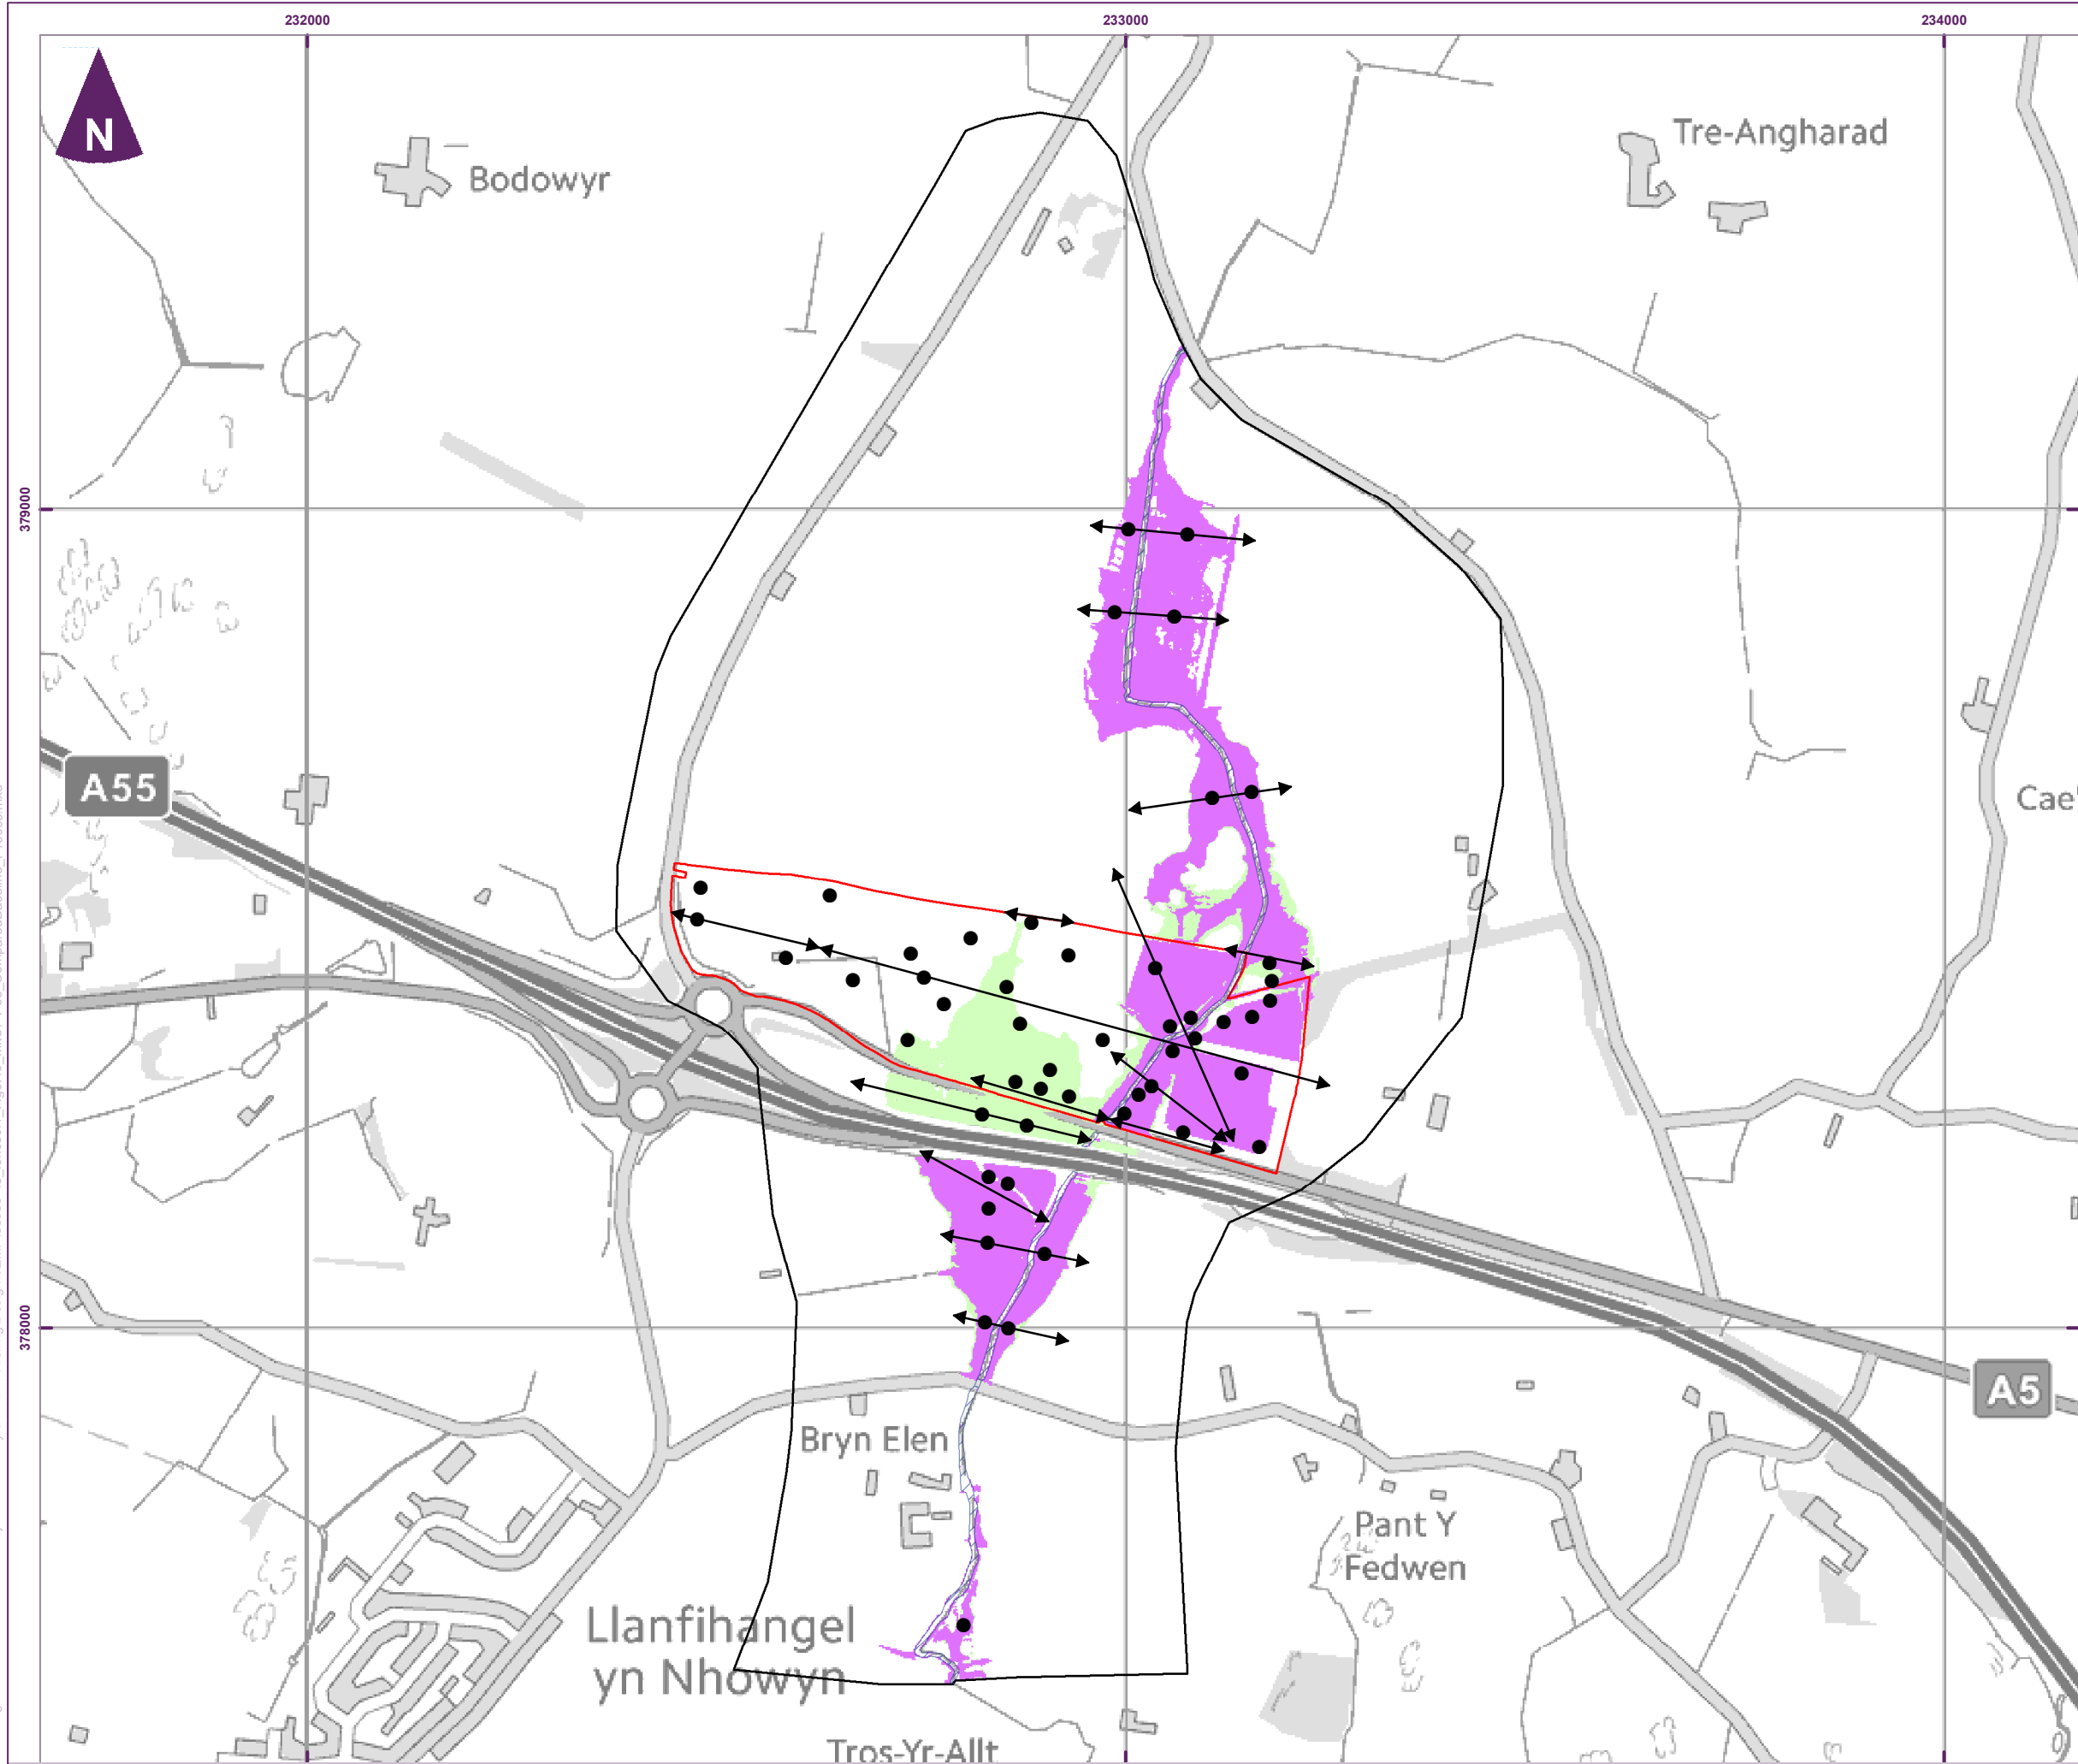 232000
233000
234000
N
Bodowyr
Tre-Angharad
379000
A55
Cae'
378000
A5
Bryn Elen
Pant Y
Fedwen
Llanfihangel
yn Nhowyn
Tros-Yr-Allt